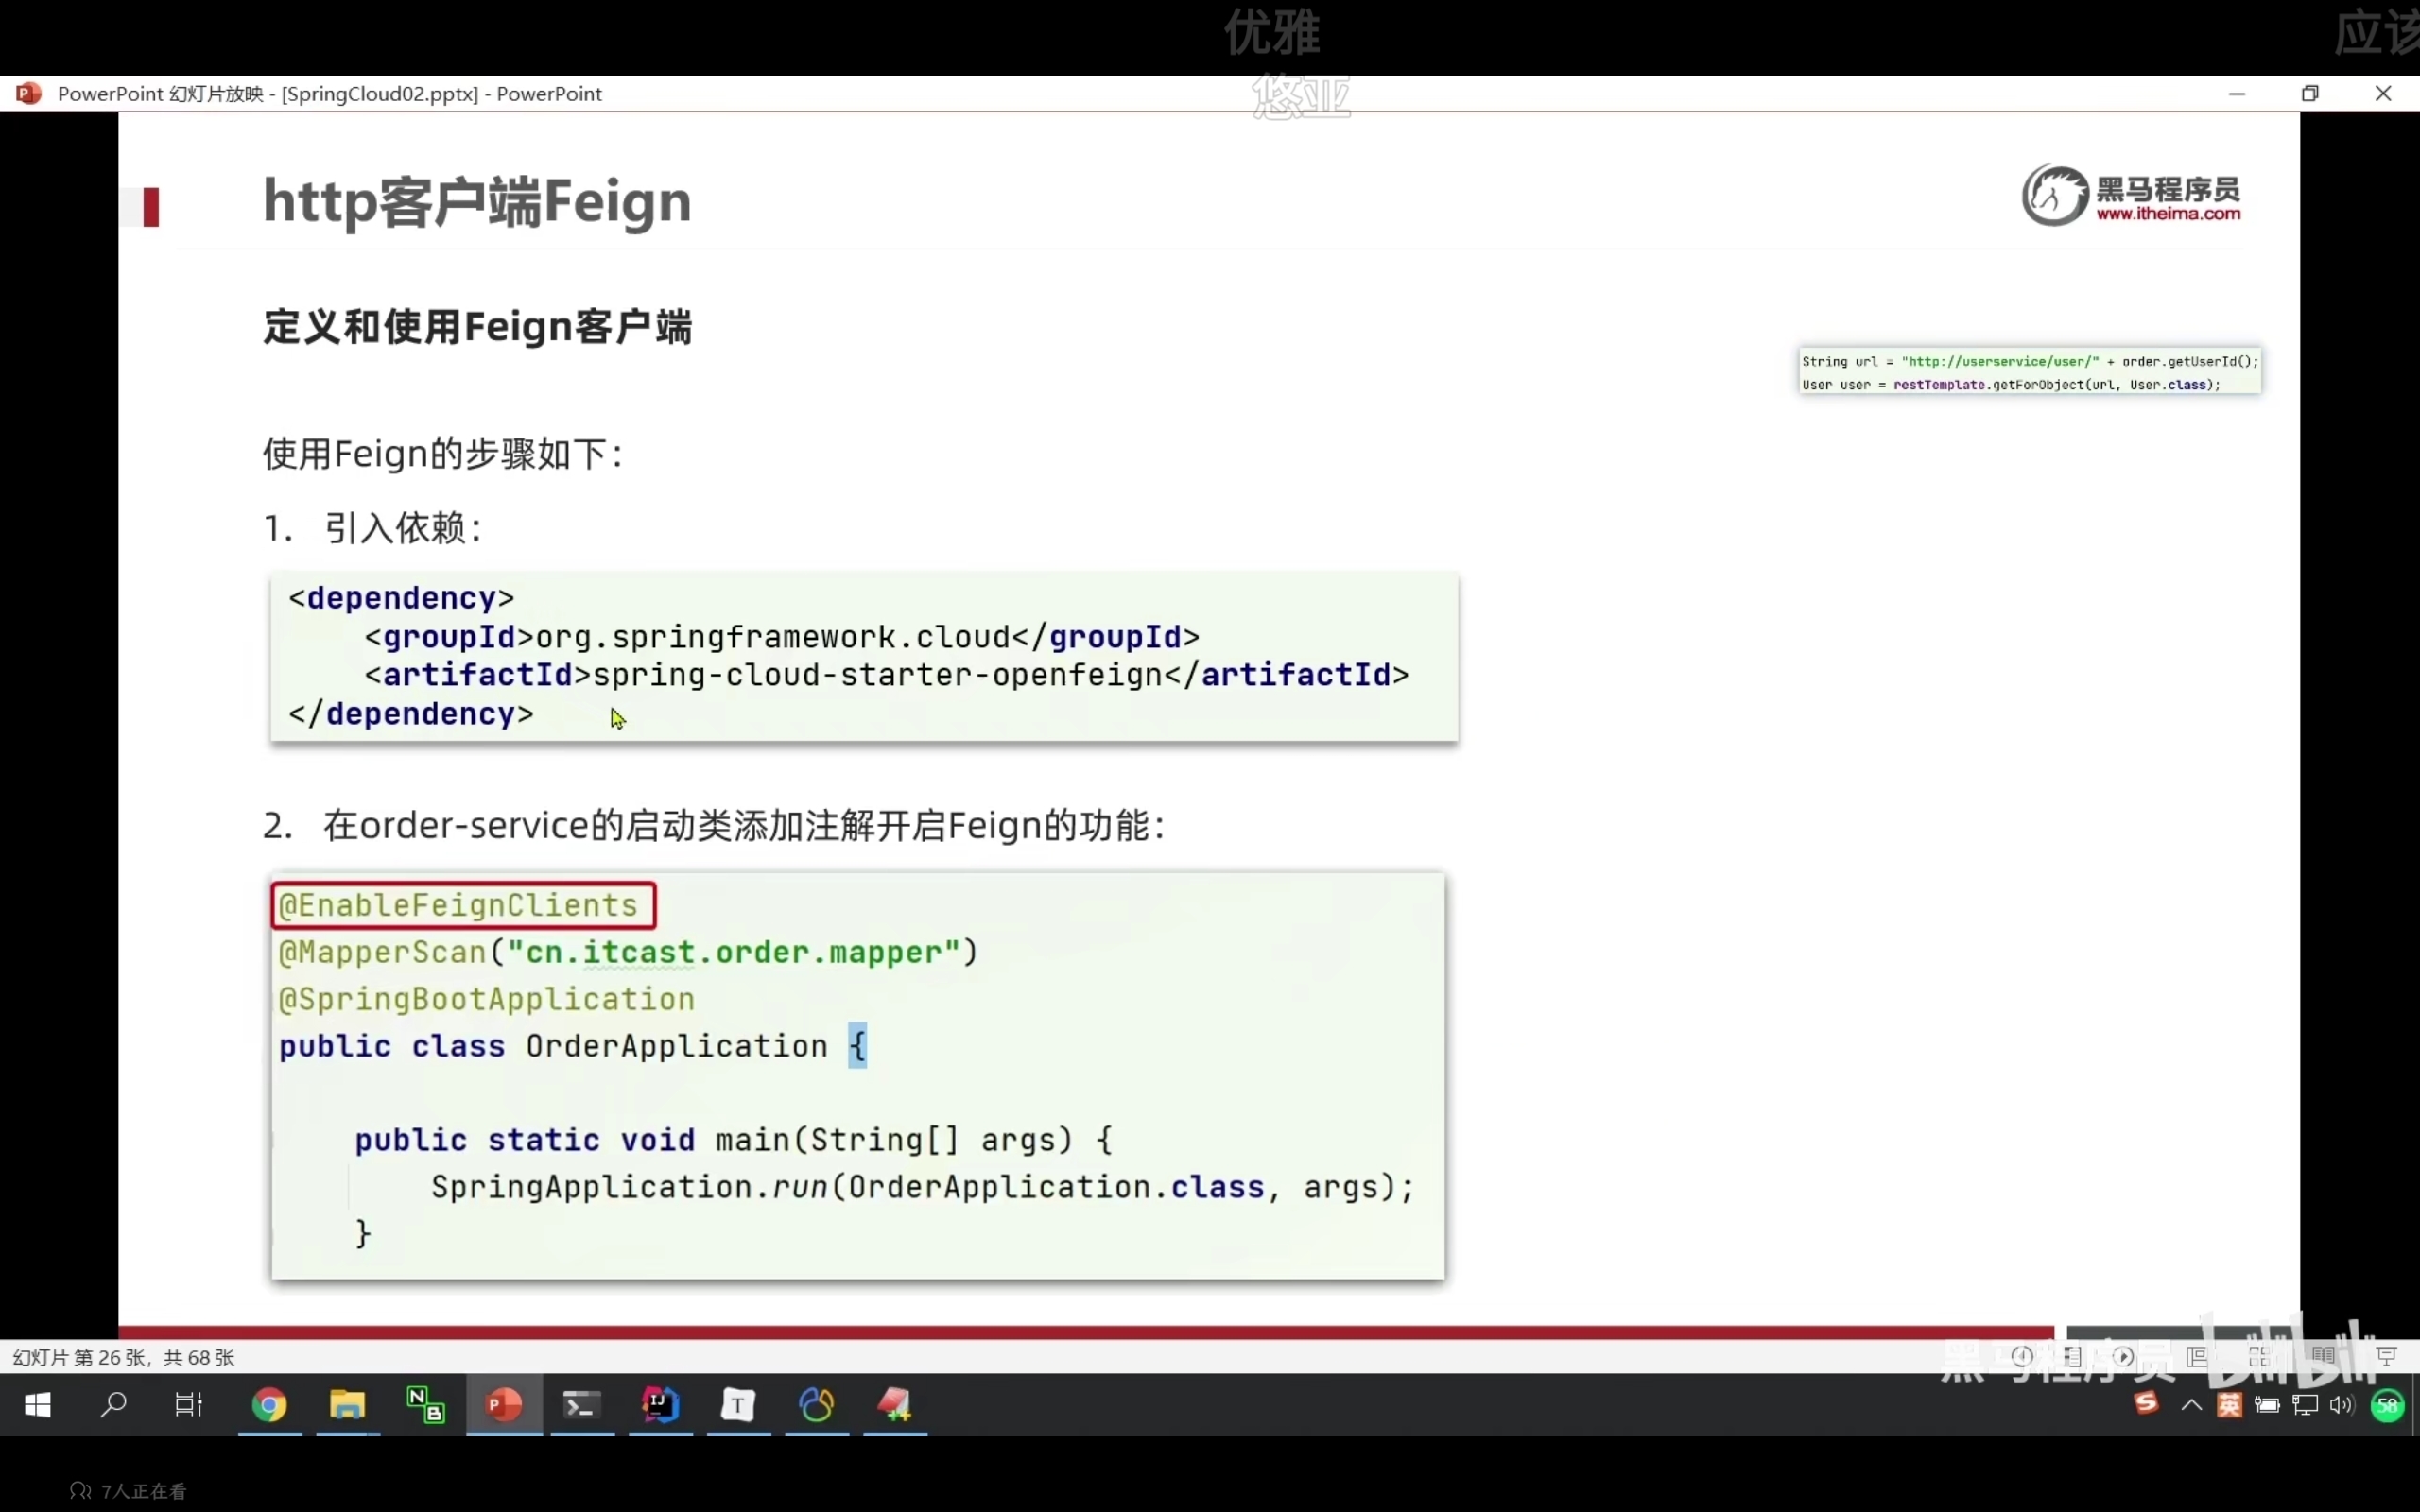 优雅
应该
悠亚
PowerPoint 幻灯片放映 - [SpringCloud02.pptx] - PowerPoint
http客户端Feign
黑马程序员
www.itheima.com
定义和使用Feign客户端
String url = "http://userservice/user/" + order.getUserId();
User user = restTemplate.getForObject(url, User.class);
使用Feign的步骤如下：
1. 引入依赖：
<dependency>
<groupId>org.springframework.cloud</groupId>
<artifactId>spring-cloud-starter-openfeign</artifactId>
</dependency>
2. 在order-service的启动类添加注解开启Feign的功能：
@EnableFeignClients
@MapperScan("cn.itcast.order.mapper")
@SpringBootApplication
public class OrderApplication {
public static void main(String[] args) {
SpringApplication.run(OrderApplication.class, args);
}
幻灯片 第 26 张，共 68 张
黑马程序员 bilibili
英
58
7人正在看